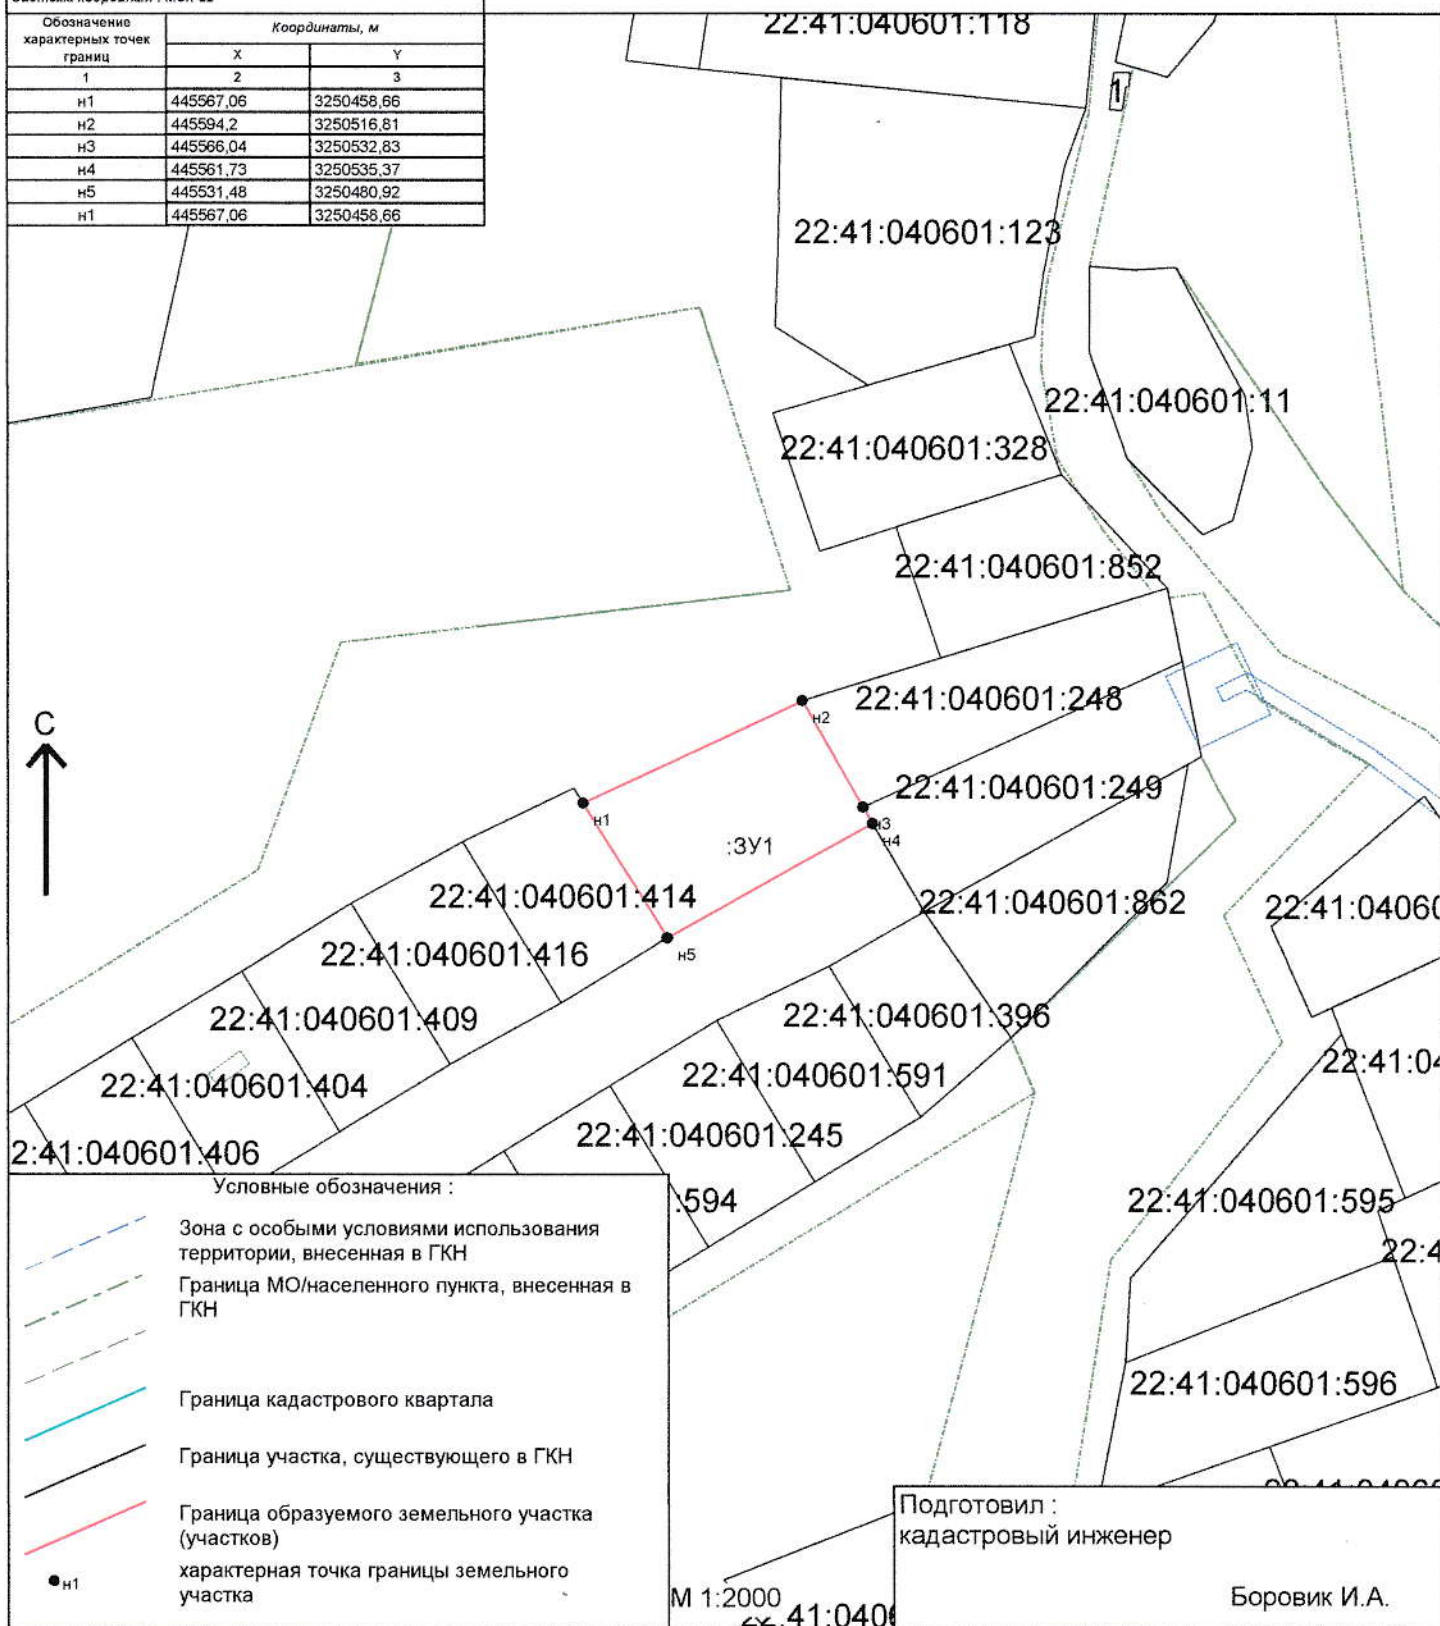 Обозначение
характерных точек
границ
Координаты, м
X Y
1 2 3
н1 445567,06 3250458,66
н2 445594,2 3250516,81
н3 445566,04 3250532,83
н4 445561,73 3250535,37
н5 445531,48 3250480,92
н1 445567,06 3250458,66
22:41:040601:118
1
22:41:040601:123
22:41:040601:11
22:41:040601:328
22:41:040601:852
22:41:040601:248
н2
С
22:41:040601:249
н1
н3
н4
:ЗУ1
22:41:040601:414
22:41:040601:862
22:41:04060
22:41:040601:416
н5
22:41:040601:409
22:41:040601:396
22:41:04
22:41:040601:404
22:41:040601:591
22:41:040601:245
2:41:040601:406
:594
22:41:040601:595
22:4
22:41:040601:596
Условные обозначения :
Зона с особыми условиями использования
территории, внесенная в ГКН
Граница МО/населенного пункта, внесенная в
ГКН
Граница кадастрового квартала
Граница участка, существующего в ГКН
Граница образуемого земельного участка
(участков)
н1
характерная точка границы земельного
участка
М 1:2000
Подготовил :
кадастровый инженер
Боровик И.А.